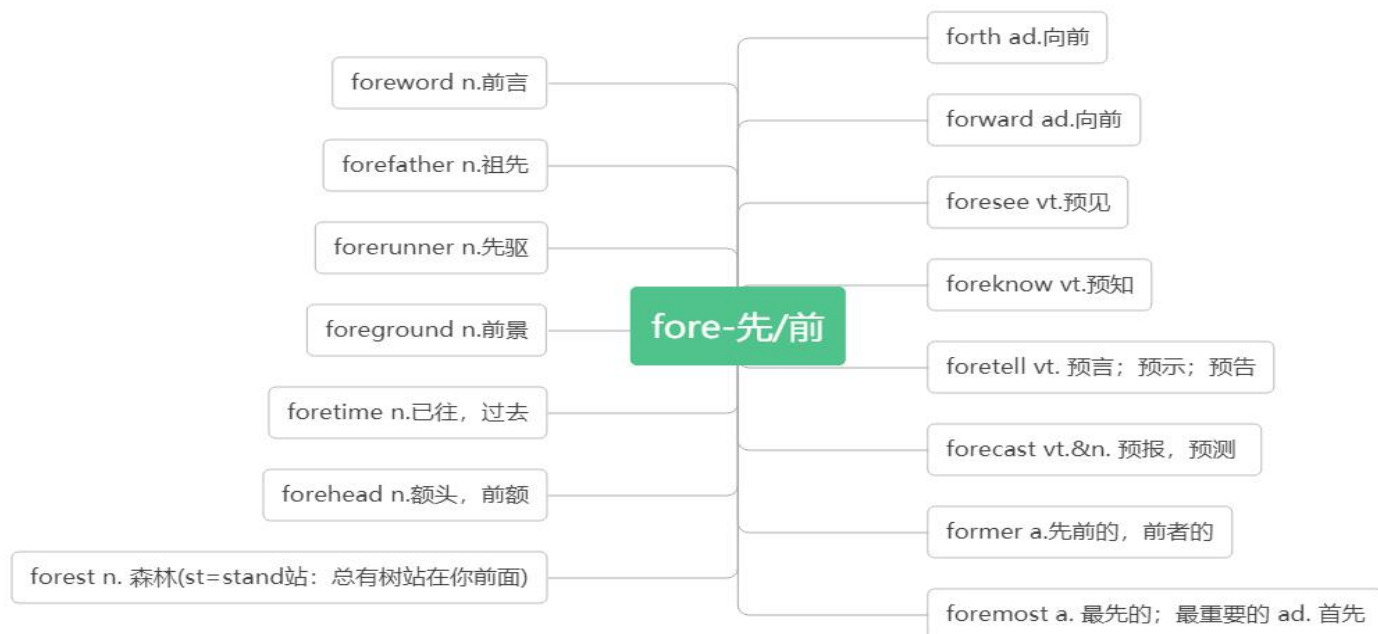 fore-先/前
foreword n.前言
forefather n.祖先
forerunner n.先驱
foreground n.前景
foretime n.已往，过去
forehead n.额头，前额
forest n. 森林(st=stand站：总有树站在你前面)
forth ad.向前
forward ad.向前
foresee vt.预见
foreknow vt.预知
foretell vt. 预言；预示；预告
forecast vt.&n. 预报，预测
former a.先前的，前者的
foremost a. 最先的；最重要的 ad. 首先